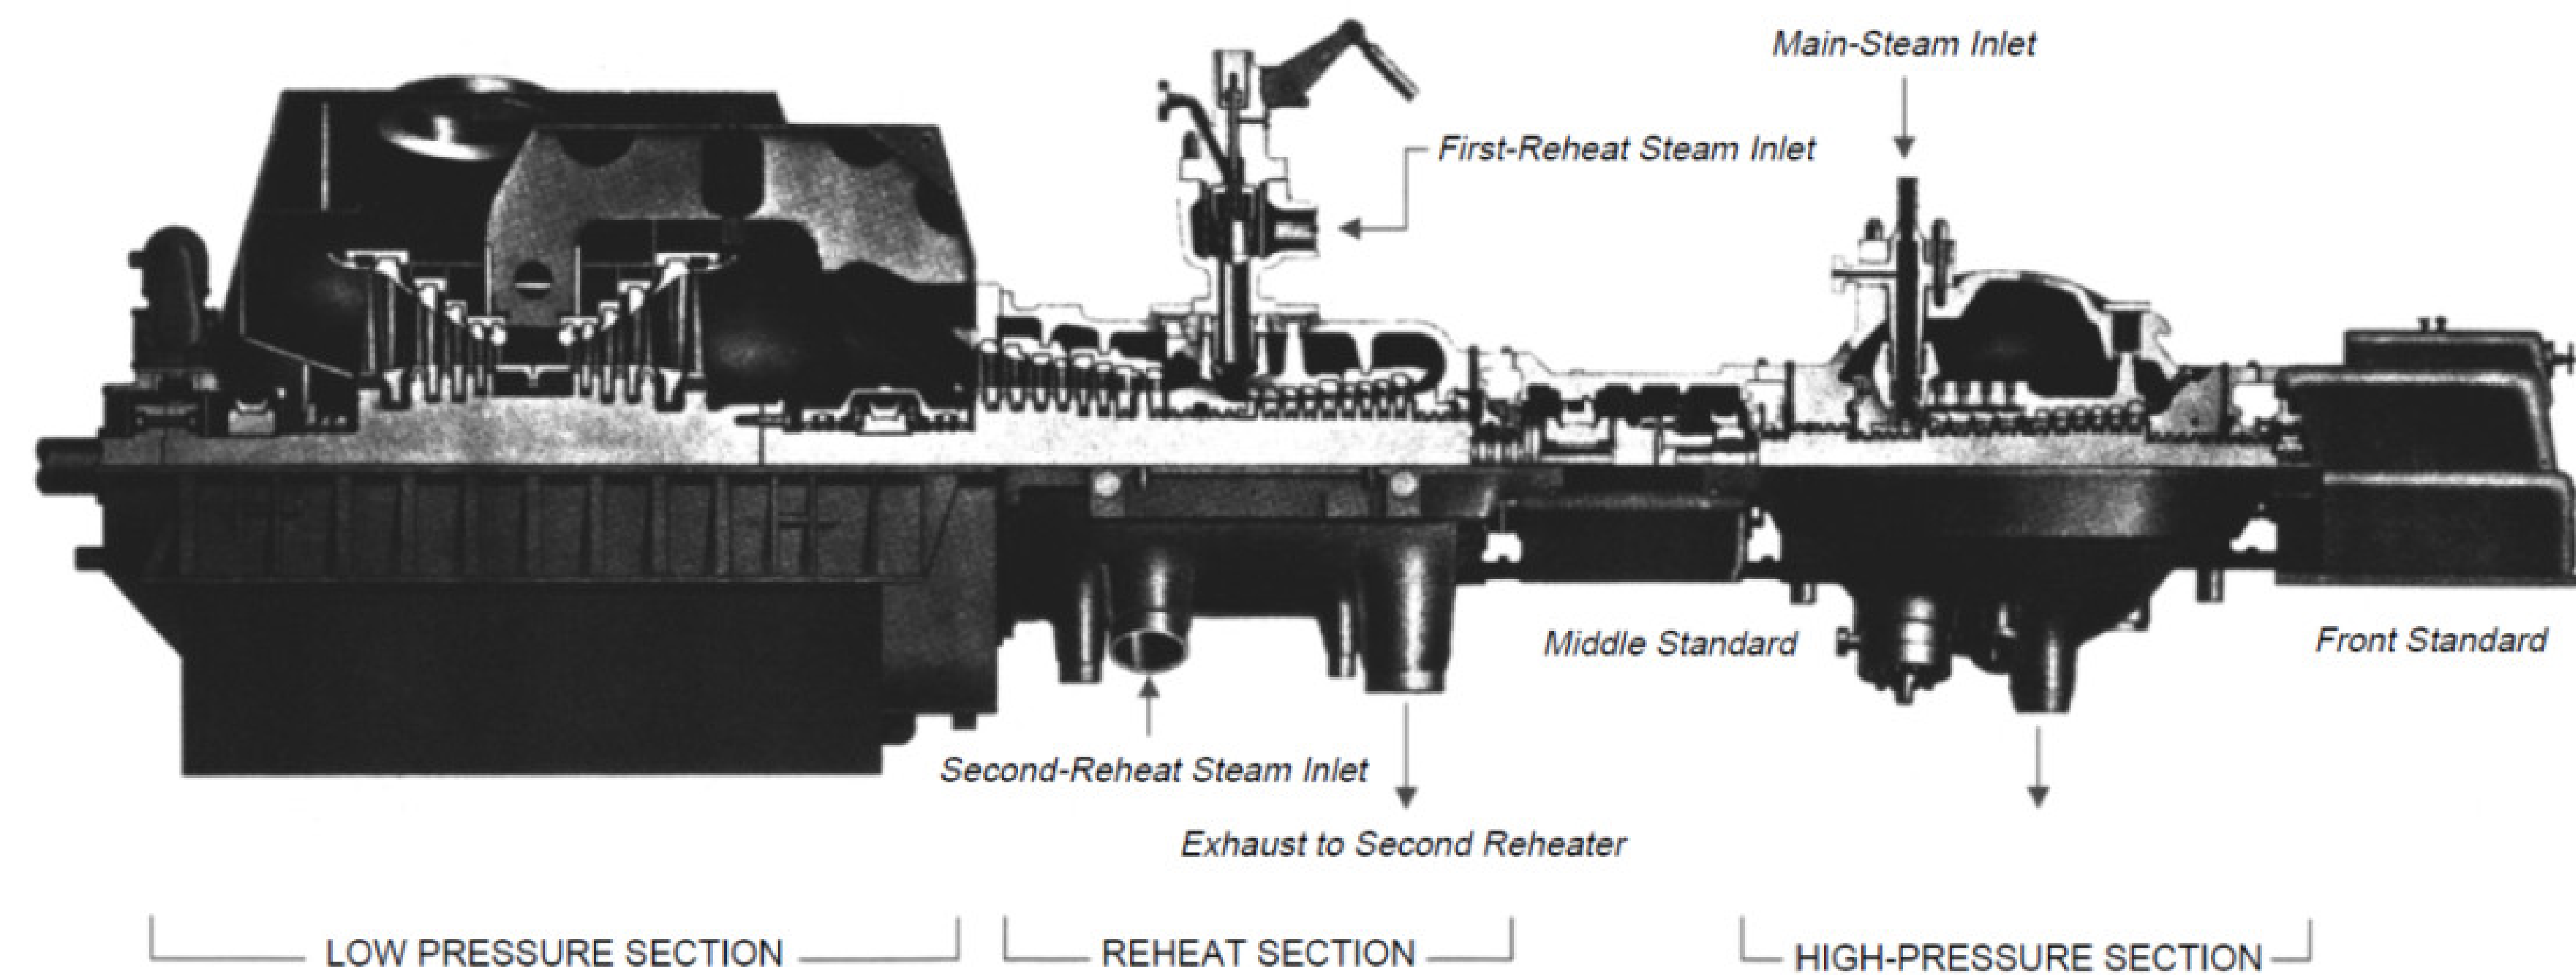 Main-Steam Inlet
First-Reheat Steam Inlet
Middle Standard
Front Standard
Second-Reheat Steam Inlet
Exhaust to Second Reheater
LOW PRESSURE SECTION
REHEAT SECTION
HIGH-PRESSURE SECTION